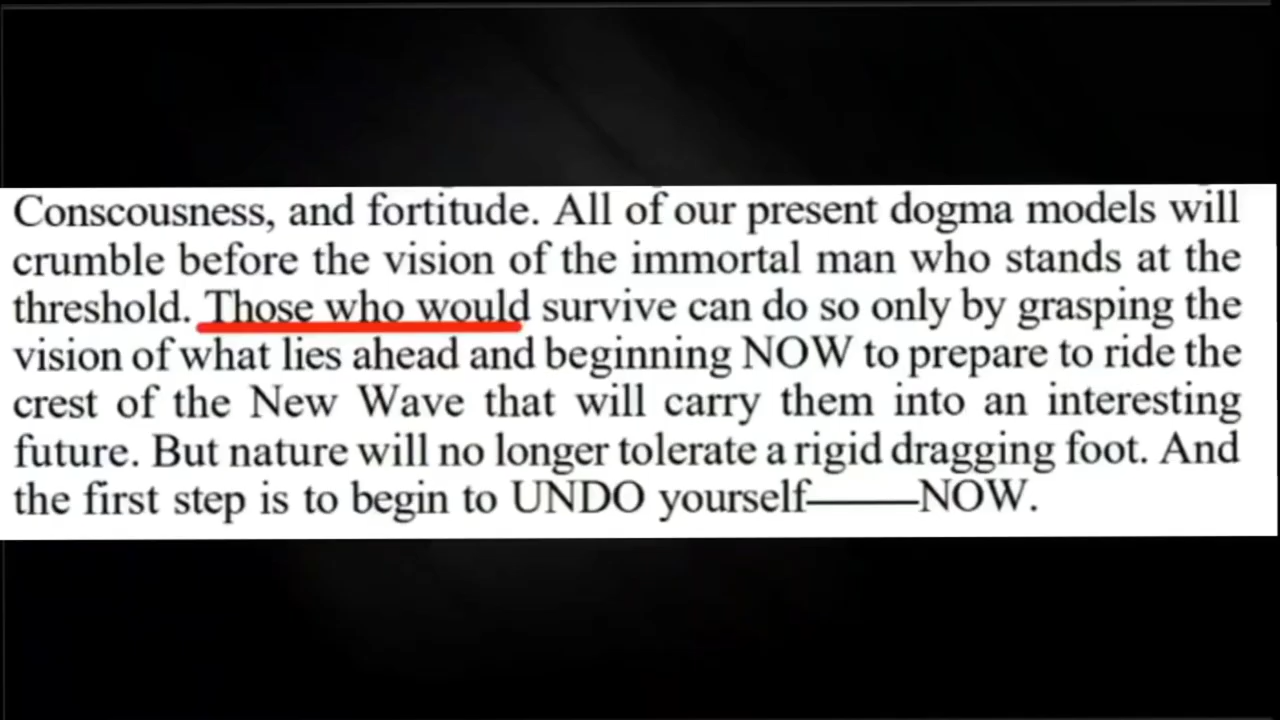 Conscousness, and fortitude. All of our present dogma models will
crumble before the vision of the immortal man who stands at the
threshold. Those who would survive can do so only by grasping the
vision of what lies ahead and beginning NOW to prepare to ride the
crest of the New Wave that will carry them into an interesting
future. But nature will no longer tolerate a rigid dragging foot. And
the first step is to begin to UNDO yourself——NOW.